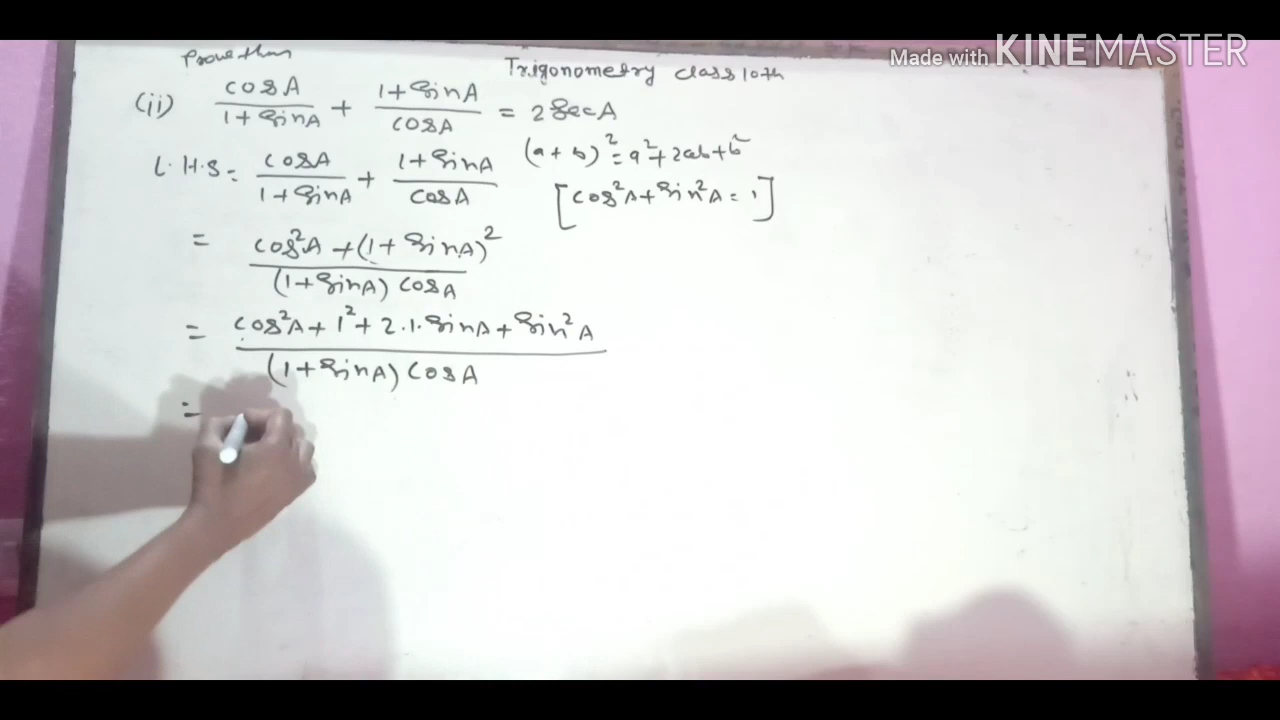 Made with KINEMASTER
Prove that
Trigonometry class 10th
(ii) cosA/1+sinA + 1+sinA/cosA = 2 secA
L.H.S = cosA/1+sinA + 1+sinA/cosA
(a+b)² = a²+2ab+b²
[cos²A+sin²A=1]
= cos²A+(1+sinA)²/(1+sinA) cosA
= cos²A+1²+2.1.sinA+sin²A/(1+sinA) cosA
=